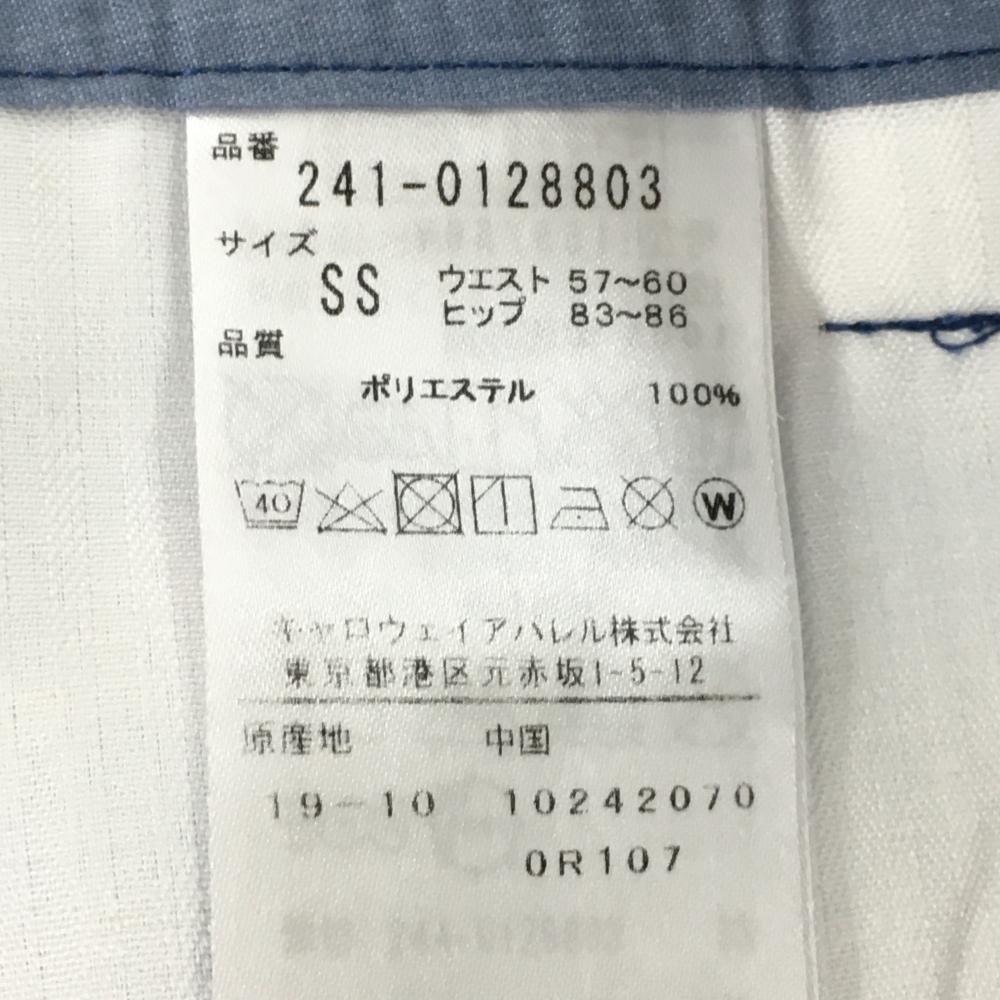 品番
241-0128803
サイズ
SS ウエスト 57〜60
ヒップ 83〜86
品質
ポリエステル 100%
40 W
キャロウェイアパレル株式会社
東京都港区元赤坂1-5-12
原産地 中国
19-10 10242070
0R107